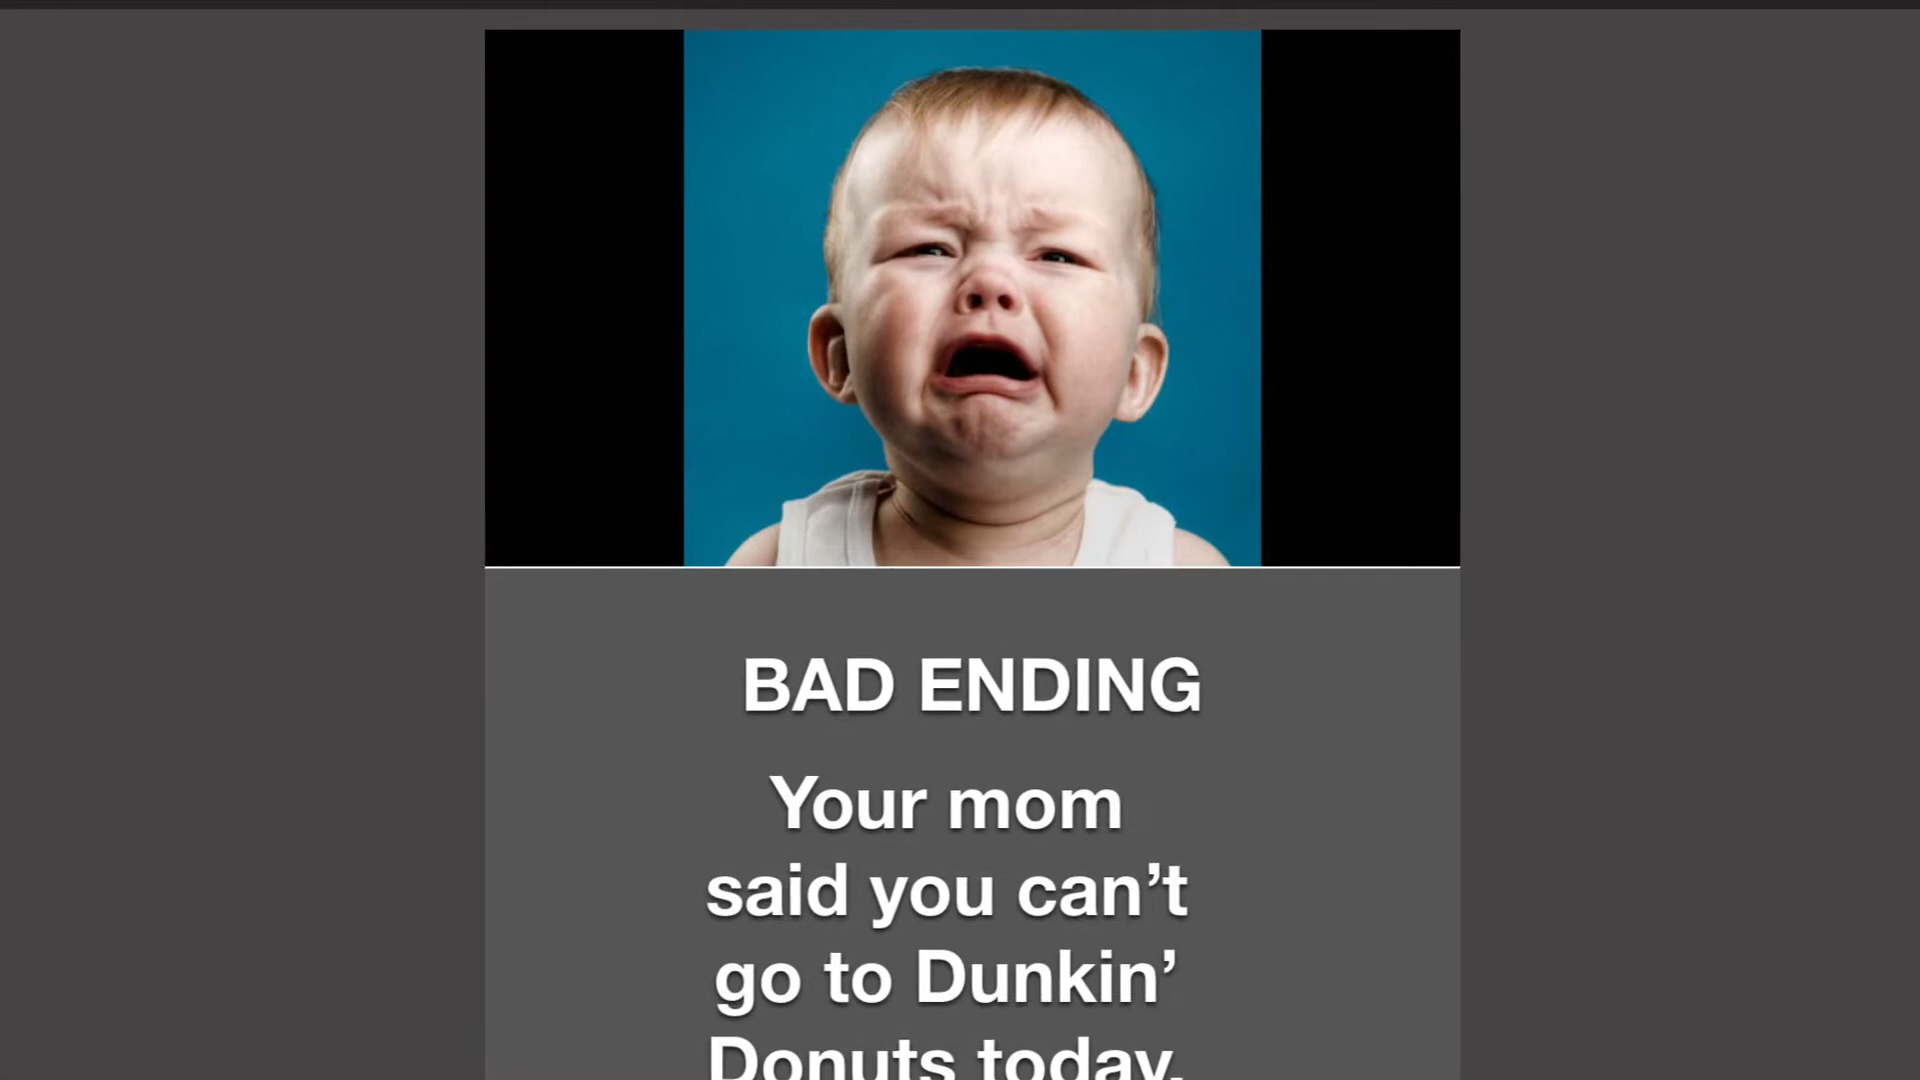 BAD ENDING
Your mom
said you can’t
go to Dunkin’
Donuts today.